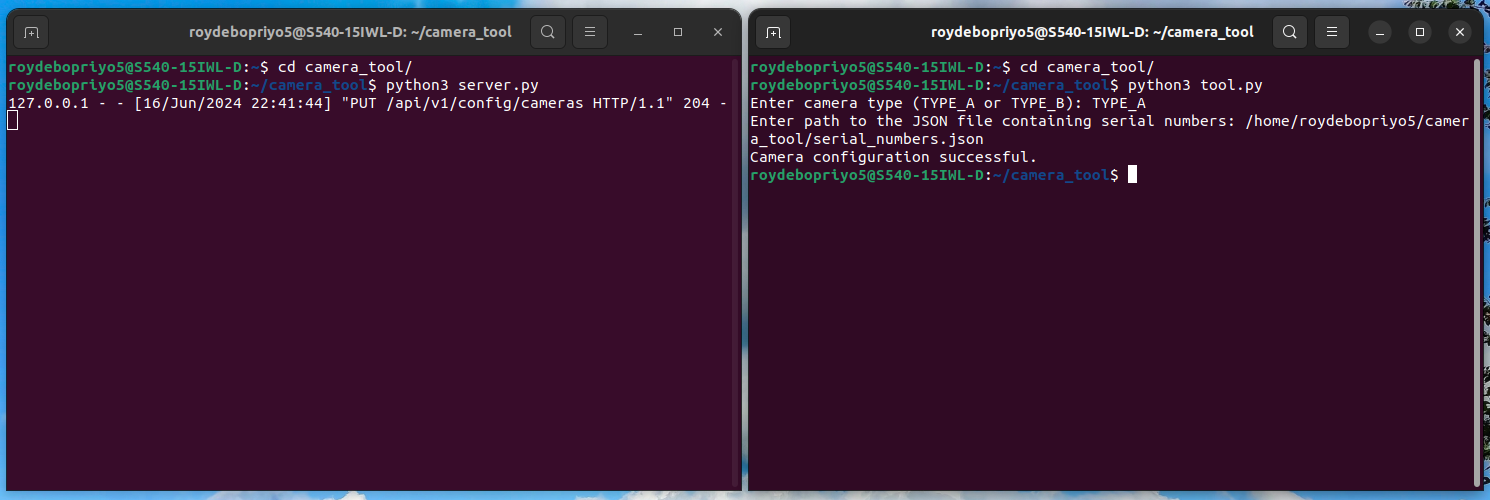 roydebopriyo5@S540-15IWL-D: ~/camera_tool
roydebopriyo5@S540-15IWL-D:~$ cd camera_tool/
roydebopriyo5@S540-15IWL-D:~/camera_tool$ python3 server.py
127.0.0.1 - - [16/Jun/2024 22:41:44] "PUT /api/v1/config/cameras HTTP/1.1" 204 -
roydebopriyo5@S540-15IWL-D: ~/camera_tool
roydebopriyo5@S540-15IWL-D:~$ cd camera_tool/
roydebopriyo5@S540-15IWL-D:~/camera_tool$ python3 tool.py
Enter camera type (TYPE_A or TYPE_B): TYPE_A
Enter path to the JSON file containing serial numbers: /home/roydebopriyo5/camer
a_tool/serial_numbers.json
Camera configuration successful.
roydebopriyo5@S540-15IWL-D:~/camera_tool$